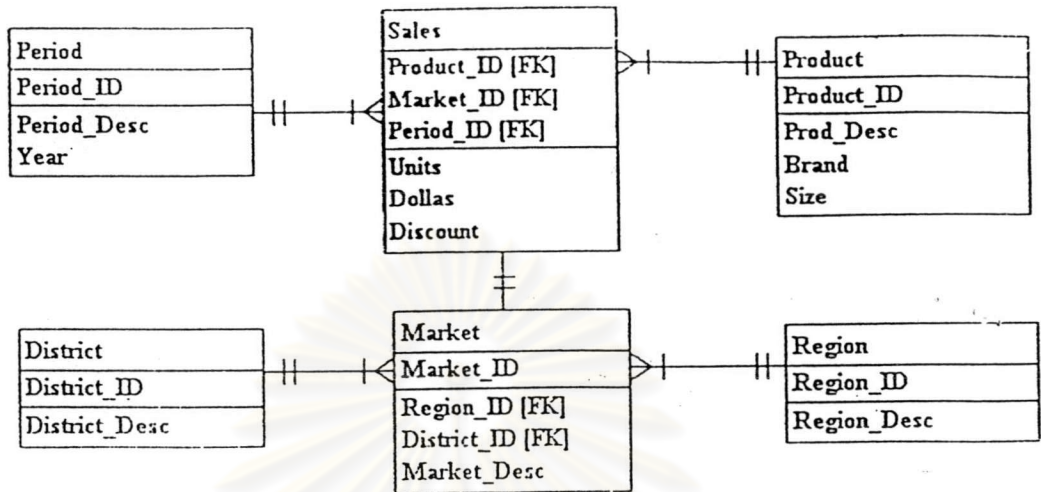 Period
Period_ID
Period_Desc
Year
Sales
Product_ID [FK]
Market_ID [FK]
Period_ID [FK]
Units
Dollas
Discount
Product
Product_ID
Prod_Desc
Brand
Size
District
District_ID
District_Desc
Market
Market_ID
Region_ID [FK]
District_ID [FK]
Market_Desc
Region
Region_ID
Region_Desc